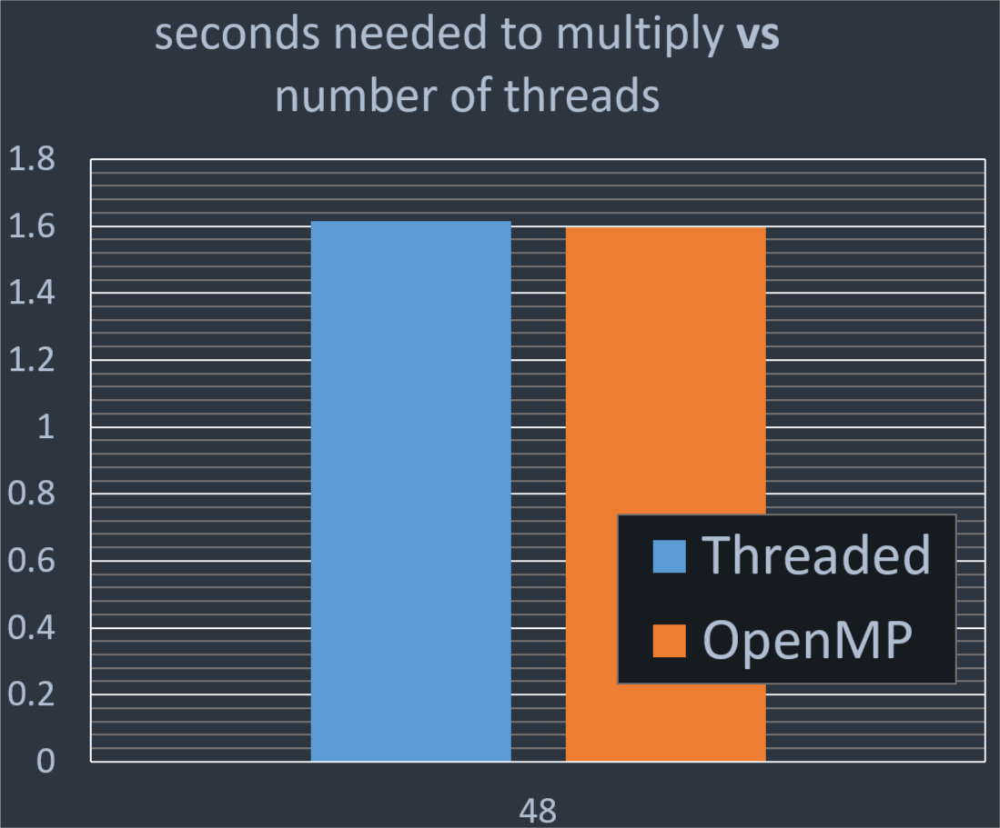 seconds needed to multiply vs
number of threads
1.8
1.6
1.4
1.2
1
0.8
0.6
0.4
0.2
0
Threaded
OpenMP
48